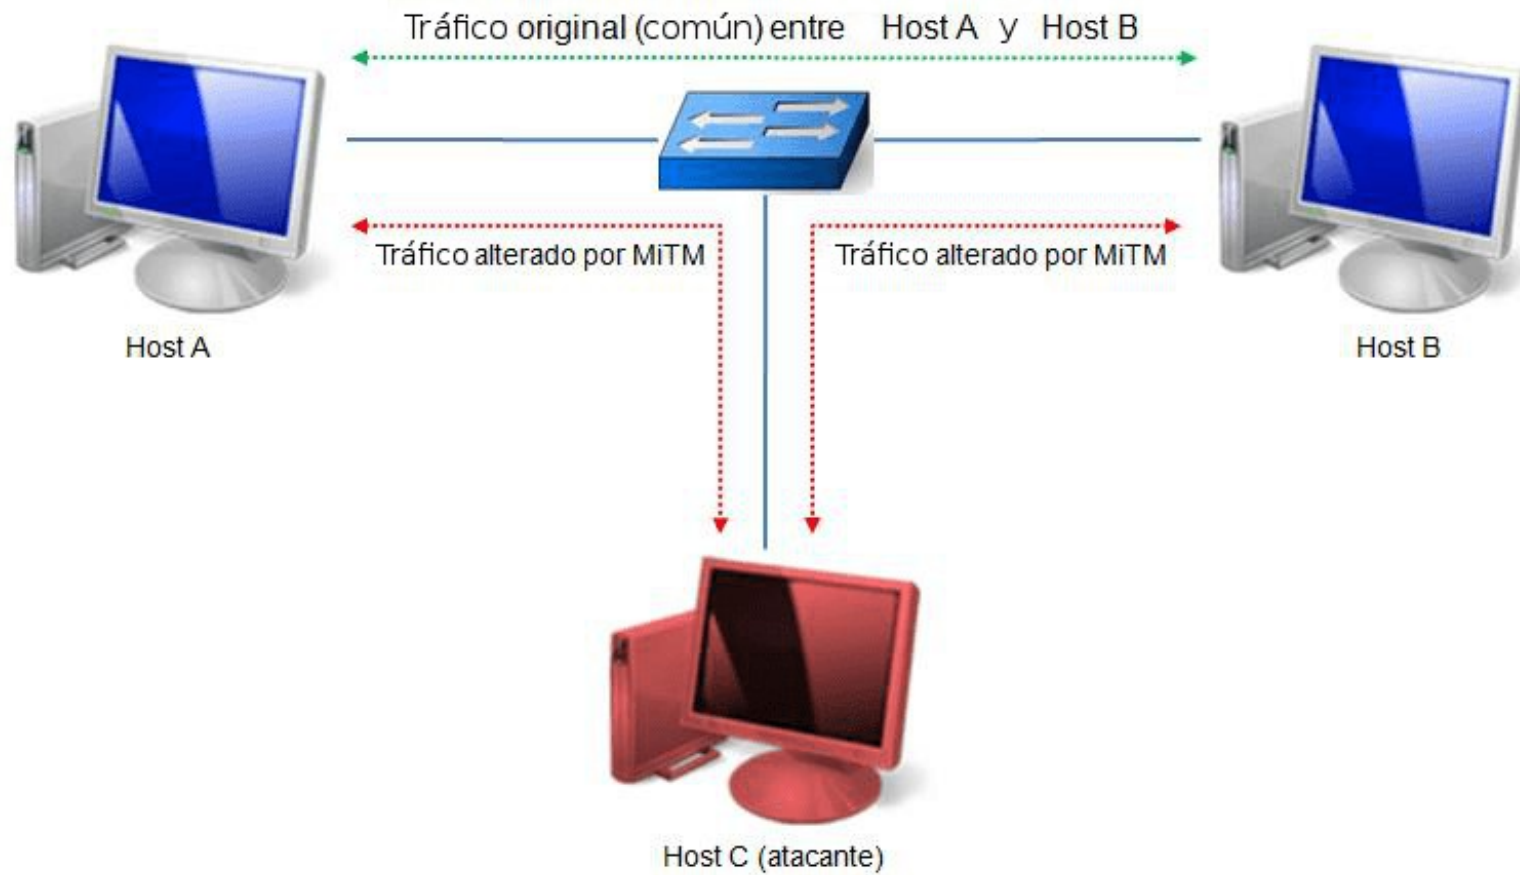 Tráfico original (común) entre Host A y Host B
Tráfico alterado por MiTM
Tráfico alterado por MiTM
Host A
Host B
Host C (atacante)